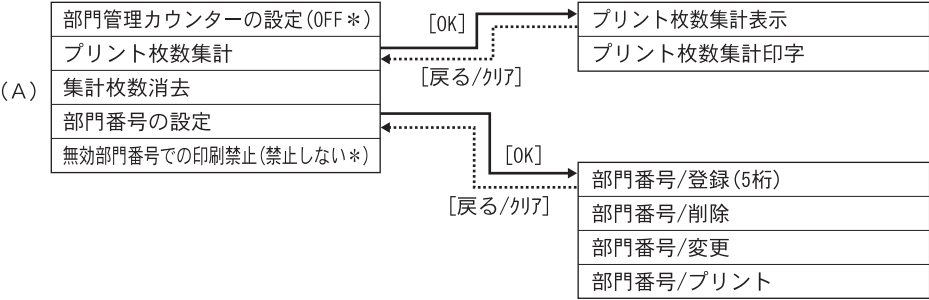 部門管理カウンターの設定(OFF＊)
プリント枚数集計
(A)
集計枚数消去
部門番号の設定
無効部門番号での印刷禁止(禁止しない＊)
[OK]
[戻る/クリア]
プリント枚数集計表示
プリント枚数集計印字
[OK]
[戻る/クリア]
部門番号/登録(5桁)
部門番号/削除
部門番号/変更
部門番号/プリント